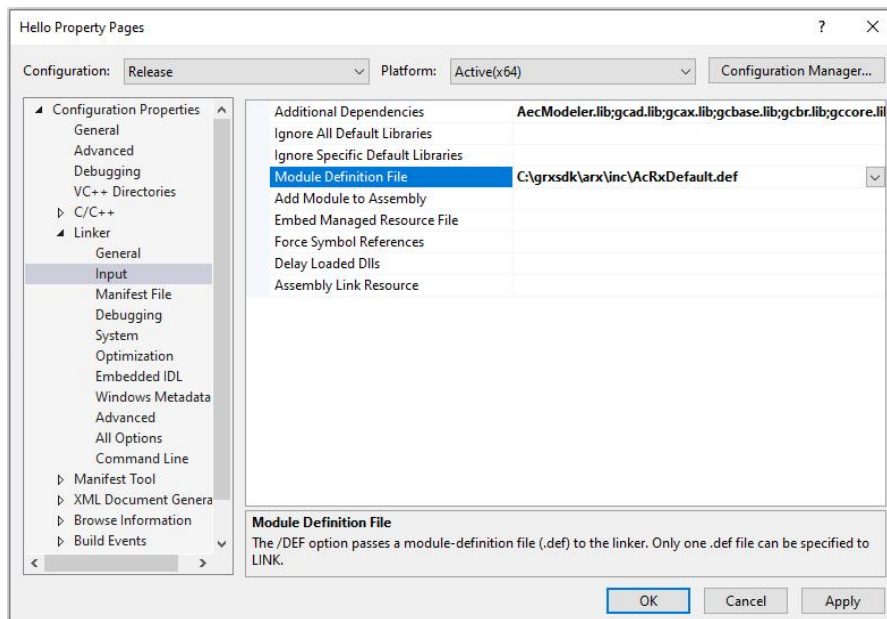 Hello Property Pages
?
Configuration:
Release
Platform:
Active(x64)
Configuration Manager...
Configuration Properties
General
Advanced
Debugging
VC++ Directories
C/C++
Linker
General
Input
Manifest File
Debugging
System
Optimization
Embedded IDL
Windows Metadata
Advanced
All Options
Command Line
Manifest Tool
XML Document Genera
Browse Information
Build Events
Additional Dependencies AecModeler.lib;gcad.lib;gcax.lib;gcbase.lib;gcbr.lib;gccore.lil
Ignore All Default Libraries
Ignore Specific Default Libraries
Module Definition File C:\grxsdk\arx\inc\AcRxDefault.def
Add Module to Assembly
Embed Managed Resource File
Force Symbol References
Delay Loaded Dlls
Assembly Link Resource
Module Definition File
The /DEF option passes a module-definition file (.def) to the linker. Only one .def file can be specified to
LINK.
OK
Cancel
Apply